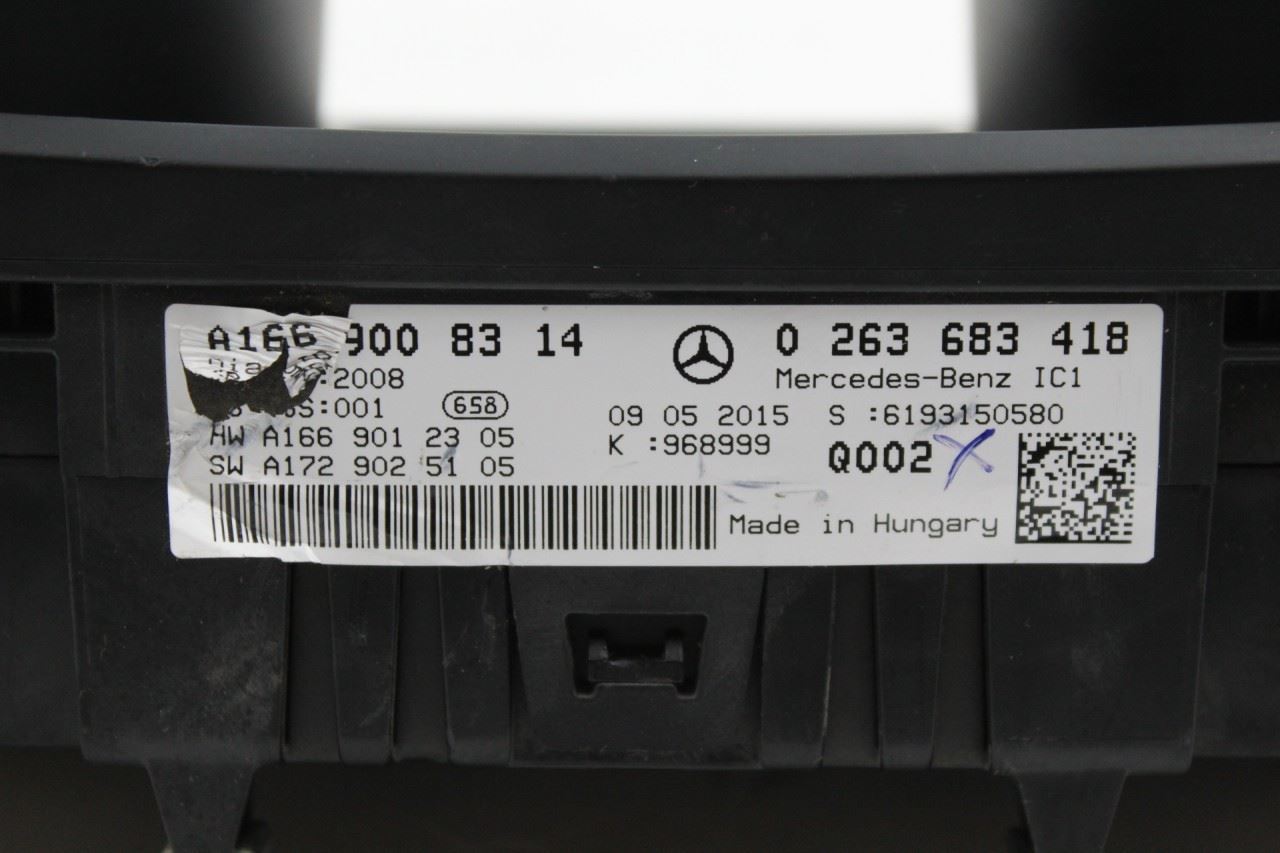 A166 900 83 14
0 263 683 418
:2008
Mercedes-Benz IC1
S:001
658
09 05 2015 S :6193150580
HW A166 901 23 05
K :968999
SW A172 902 51 05
Q002 X
Made in Hungary